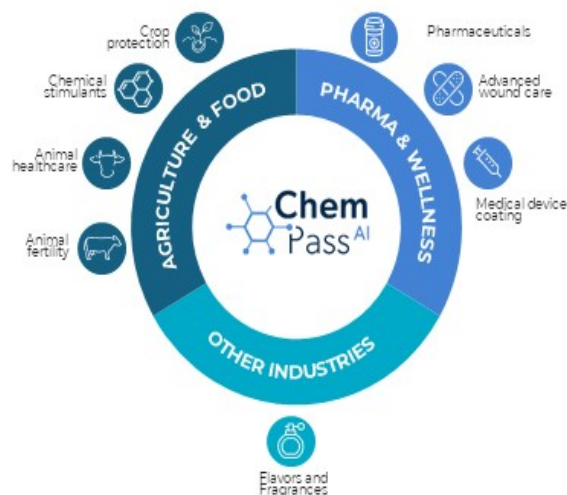 Crop
protection
Chemical
stimulants
Animal
healthcare
Animal
fertility
AGRICULTURE & FOOD
PHARMA & WELLNESS
Pharmaceuticals
Advanced
wound care
Medical device
coating
Chem
Pass AI
OTHER INDUSTRIES
Flavors and
Fragrances